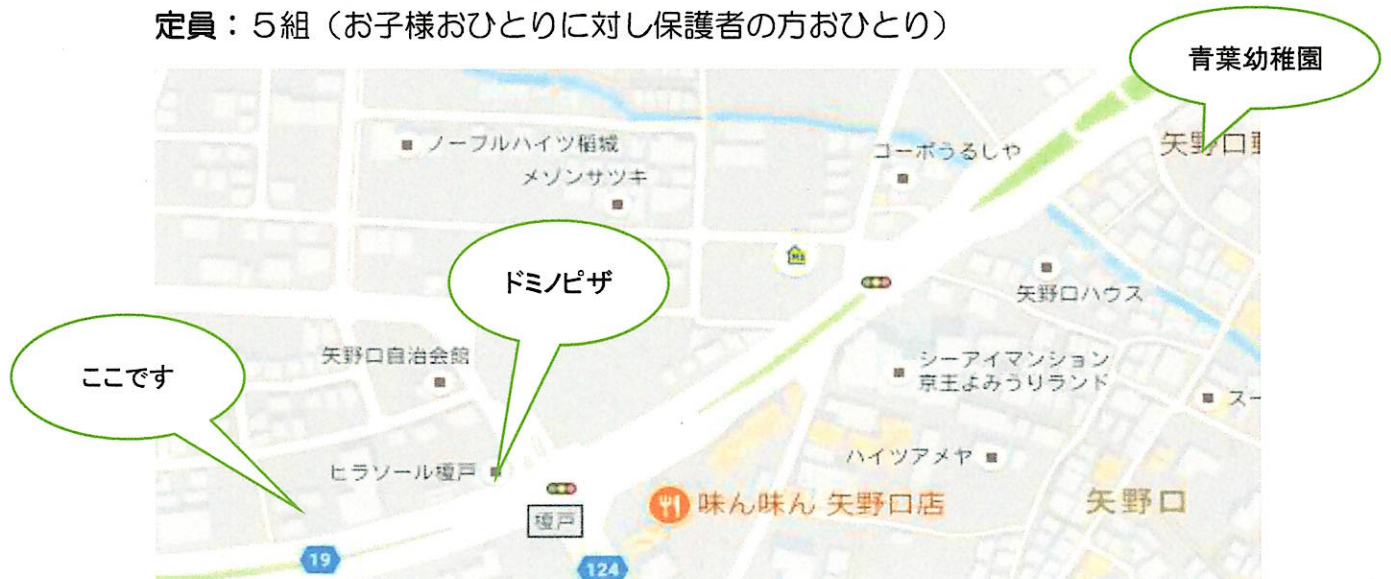 定員：５組（お子様おひとりに対し保護者の方おひとり）
青葉幼稚園
ノーブルハイツ稲城
メゾンサツキ
コーポうるしや
矢野口
ドミノピザ
矢野口ハウス
ここです
矢野口自治会館
シーアイマンション
京王よみうりランド
スー
ヒラソール榎戸
ハイツアメヤ
味ん味ん 矢野口店
矢野口
榎戸
19
124